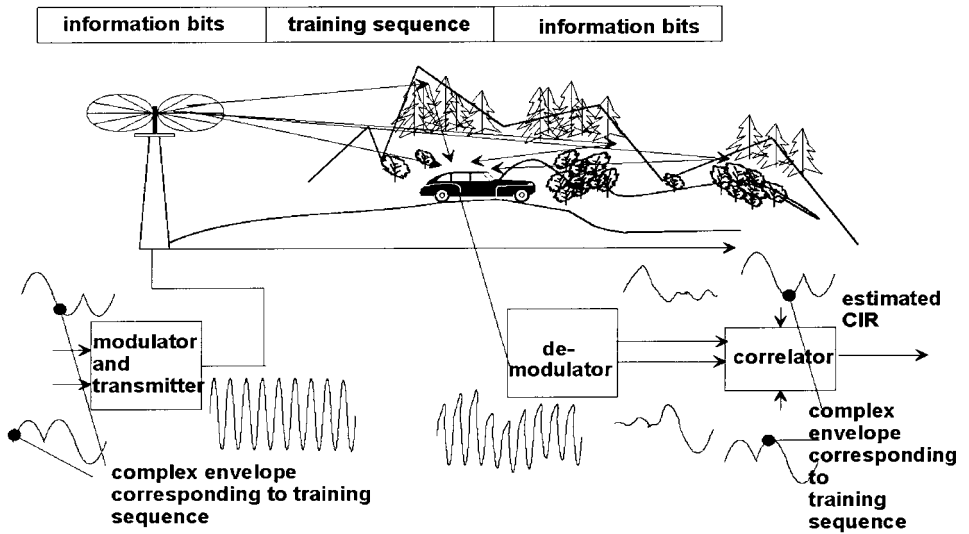 information bits
training sequence
information bits
estimated
CIR
modulator
and
transmitter
de-
modulator
correlator
complex envelope
corresponding to training
sequence
complex
envelope
corresponding
to
training
sequence